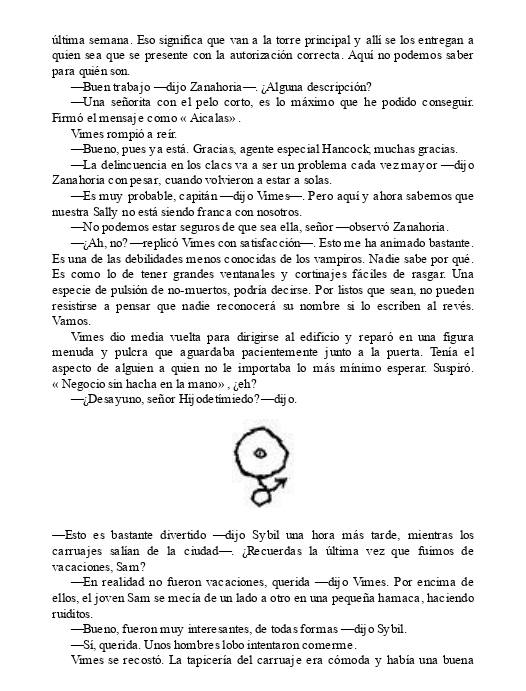 última semana. Eso significa que van a la torre principal y allí se los entregan a
quien sea que se presente con la autorización correcta. Aquí no podemos saber
para quién son.
—Buen trabajo —dijo Zanahoria—. ¿Alguna descripción?
—Una señorita con el pelo corto, es lo máximo que he podido conseguir.
Firmó el mensaje como « Aicalas» .
Vimes rompió a reír.
—Bueno, pues ya está. Gracias, agente especial Hancock, muchas gracias.
—La delincuencia en los clacs va a ser un problema cada vez mayor —dijo
Zanahoria con pesar, cuando volvieron a estar a solas.
—Es muy probable, capitán —dijo Vimes—. Pero aquí y ahora sabemos que
nuestra Sally no está siendo franca con nosotros.
—No podemos estar seguros de que sea ella, señor —observó Zanahoria.
—¿Ah, no? —replicó Vimes con satisfacción—. Esto me ha animado bastante.
Es una de las debilidades menos conocidas de los vampiros. Nadie sabe por qué.
Es como lo de tener grandes ventanales y cortinajes fáciles de rasgar. Una
especie de pulsión de no-muertos, podría decirse. Por listos que sean, no pueden
resistirse a pensar que nadie reconocerá su nombre si lo escriben al revés.
Vamos.
Vimes dio media vuelta para dirigirse al edificio y reparó en una figura
menuda y pulcra que aguardaba pacientemente junto a la puerta. Tenía el
aspecto de alguien a quien no le importaba lo más mínimo esperar. Suspiró.
« Negocio sin hacha en la mano» , ¿eh?
—¿Desayuno, señor Hijodetimiedo? —dijo.
—Esto es bastante divertido —dijo Sybil una hora más tarde, mientras los
carruajes salían de la ciudad—. ¿Recuerdas la última vez que fuimos de
vacaciones, Sam?
—En realidad no fueron vacaciones, querida —dijo Vimes. Por encima de
ellos, el joven Sam se mecía de un lado a otro en una pequeña hamaca, haciendo
ruiditos.
—Bueno, fueron muy interesantes, de todas formas —dijo Sybil.
—Sí, querida. Unos hombres lobo intentaron comerme.
Vimes se recostó. La tapicería del carruaje era cómoda y había una buena